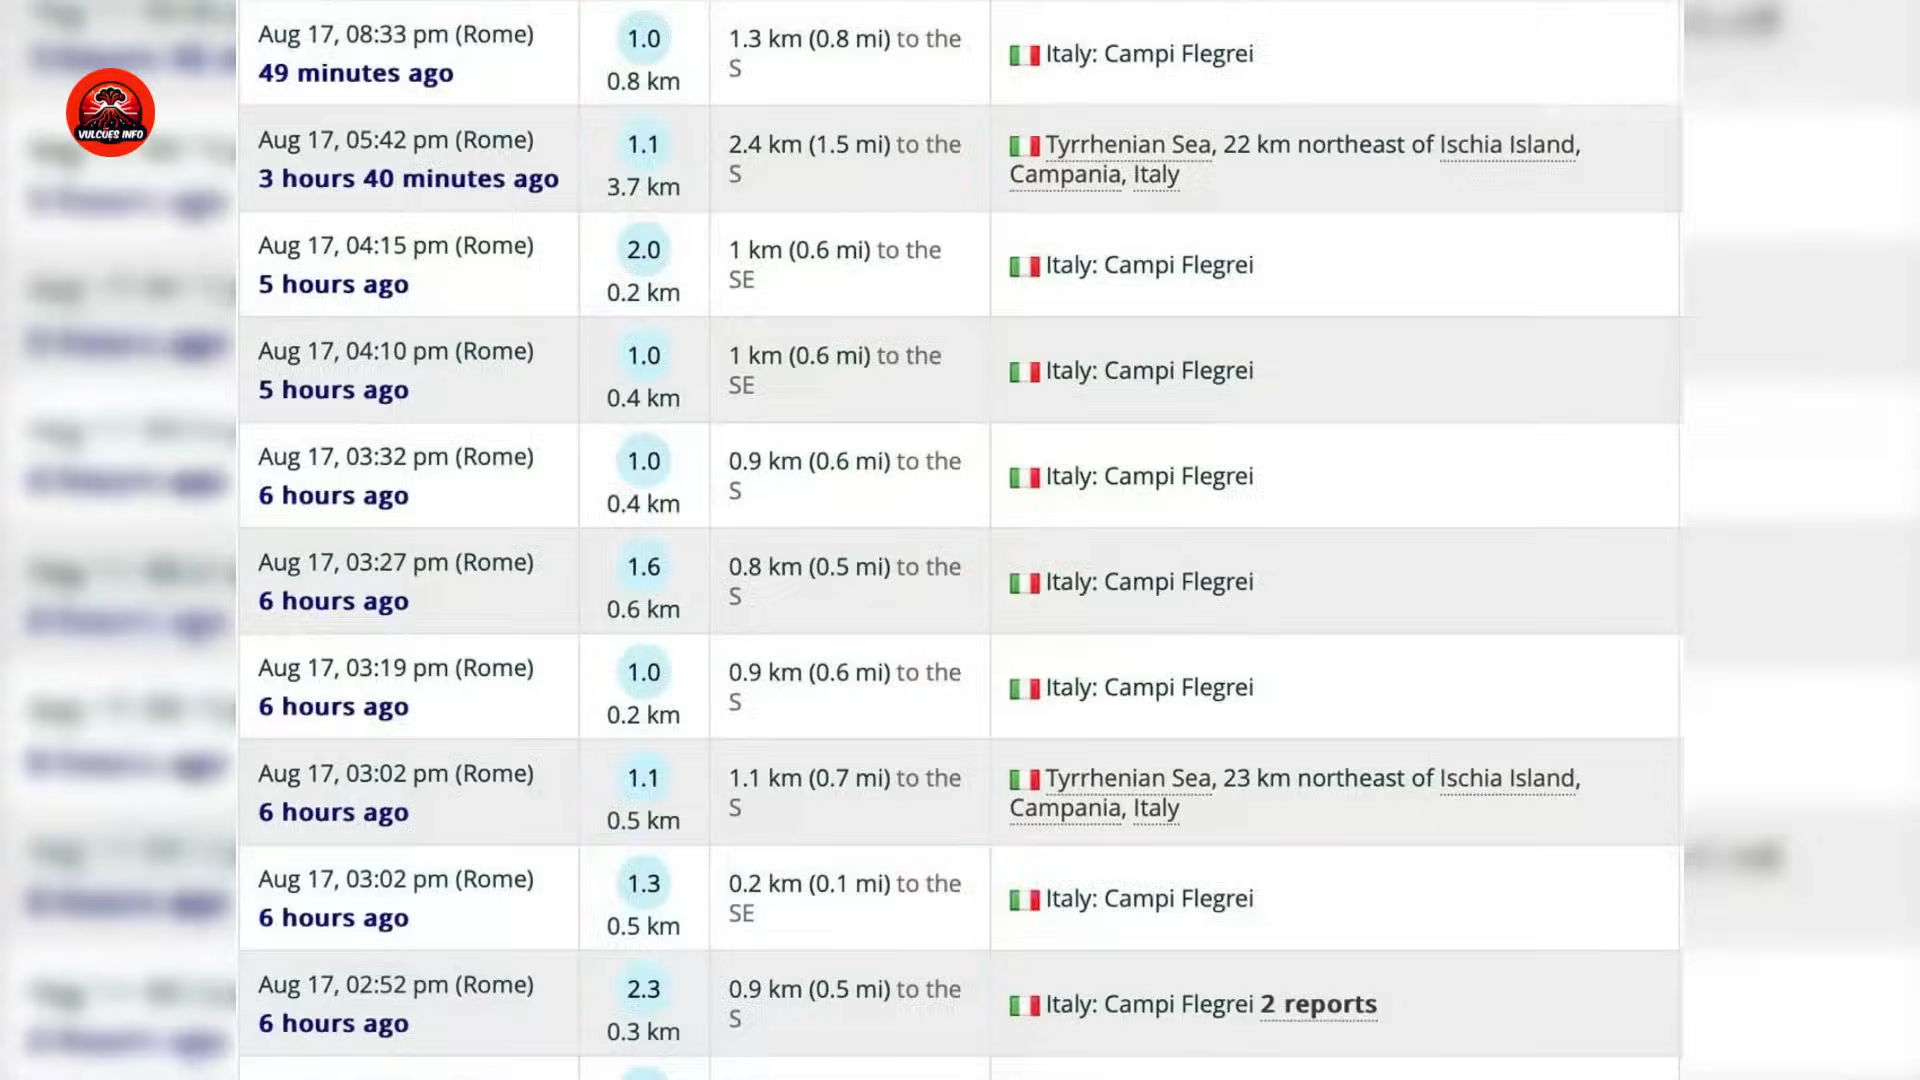 VULCÕES INFO
Aug 17, 08:33 pm (Rome)
49 minutes ago
1.0
0.8 km
1.3 km (0.8 mi) to the
S
Italy: Campi Flegrei
Aug 17, 05:42 pm (Rome)
3 hours 40 minutes ago
1.1
3.7 km
2.4 km (1.5 mi) to the
S
Tyrrhenian Sea, 22 km northeast of Ischia Island,
Campania, Italy
Aug 17, 04:15 pm (Rome)
5 hours ago
2.0
0.2 km
1 km (0.6 mi) to the
SE
Italy: Campi Flegrei
Aug 17, 04:10 pm (Rome)
5 hours ago
1.0
0.4 km
1 km (0.6 mi) to the
SE
Italy: Campi Flegrei
Aug 17, 03:32 pm (Rome)
6 hours ago
1.0
0.4 km
0.9 km (0.6 mi) to the
S
Italy: Campi Flegrei
Aug 17, 03:27 pm (Rome)
6 hours ago
1.6
0.6 km
0.8 km (0.5 mi) to the
S
Italy: Campi Flegrei
Aug 17, 03:19 pm (Rome)
6 hours ago
1.0
0.2 km
0.9 km (0.6 mi) to the
S
Italy: Campi Flegrei
Aug 17, 03:02 pm (Rome)
6 hours ago
1.1
0.5 km
1.1 km (0.7 mi) to the
S
Tyrrhenian Sea, 23 km northeast of Ischia Island,
Campania, Italy
Aug 17, 03:02 pm (Rome)
6 hours ago
1.3
0.5 km
0.2 km (0.1 mi) to the
SE
Italy: Campi Flegrei
Aug 17, 02:52 pm (Rome)
6 hours ago
2.3
0.3 km
0.9 km (0.5 mi) to the
S
Italy: Campi Flegrei 2 reports